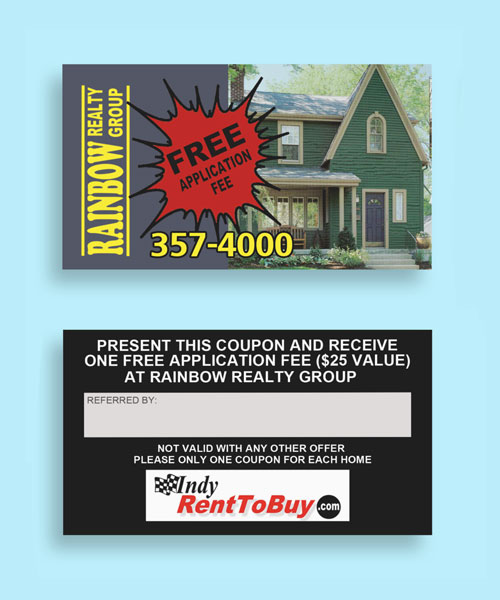 RAINBOW REALTY
GROUP
FREE
APPLICATION
FEE
357-4000
PRESENT THIS COUPON AND RECEIVE
ONE FREE APPLICATION FEE ($25 VALUE)
AT RAINBOW REALTY GROUP
REFERRED BY:
NOT VALID WITH ANY OTHER OFFER
PLEASE ONLY ONE COUPON FOR EACH HOME
Indy
RentToBuy.com